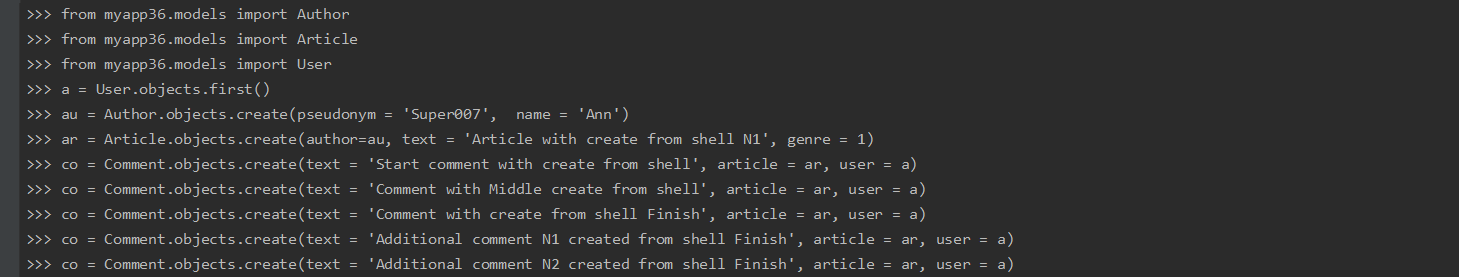 >>> from myapp36.models import Author
>>> from myapp36.models import Article
>>> from myapp36.models import User
>>> a = User.objects.first()
>>> au = Author.objects.create(pseudonym = 'Super007',  name = 'Ann')
>>> ar = Article.objects.create(author=au, text = 'Article with create from shell N1', genre = 1)
>>> co = Comment.objects.create(text = 'Start comment with create from shell', article = ar, user = a)
>>> co = Comment.objects.create(text = 'Comment with Middle create from shell', article = ar, user = a)
>>> co = Comment.objects.create(text = 'Comment with create from shell Finish', article = ar, user = a)
>>> co = Comment.objects.create(text = 'Additional comment N1 created from shell Finish', article = ar, user = a)
>>> co = Comment.objects.create(text = 'Additional comment N2 created from shell Finish', article = ar, user = a)